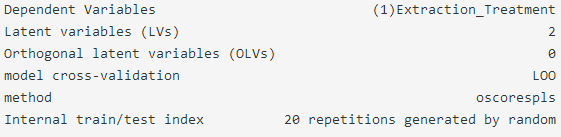 Dependent Variables (1)Extraction_Treatment
Latent variables (LVs) 2
Orthogonal latent variables (OLVs) 0
model cross-validation LOO
method oscorespls
Internal train/test index 20 repetitions generated by random